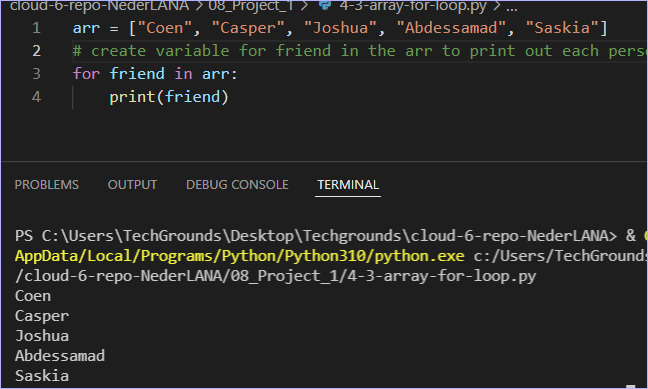 cloud-6-repo-NederLANA > 08_Project_1 > 4-3-array-for-loop.py > ...
1 arr = ["Coen", "Casper", "Joshua", "Abdessamad", "Saskia"]
2 # create variable for friend in the arr to print out each
3 for friend in arr:
4 print(friend)
PROBLEMS OUTPUT DEBUG CONSOLE TERMINAL
PS C:\Users\TechGrounds\Desktop\Techgrounds\cloud-6-repo-NederLANA> &
AppData/Local/Programs/Python/Python310/python.exe c:/Users/TechGrounds
/cloud-6-repo-NederLANA/08_Project_1/4-3-array-for-loop.py
Coen
Casper
Joshua
Abdessamad
Saskia